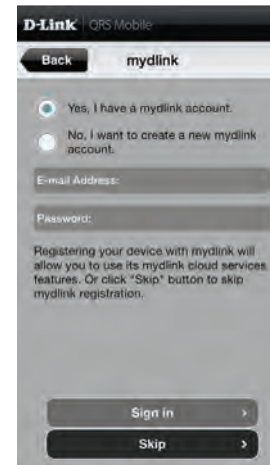 D-Link QRS Mobile
Back mydlink
Yes, I have a mydlink account.
No, I want to create a new mydlink
account.
E-mail Address:
Password:
Registering your device with mydlink will
allow you to use its mydlink cloud services
features. Or click "Skip" button to skip
mydlink registration.
Sign in
Skip